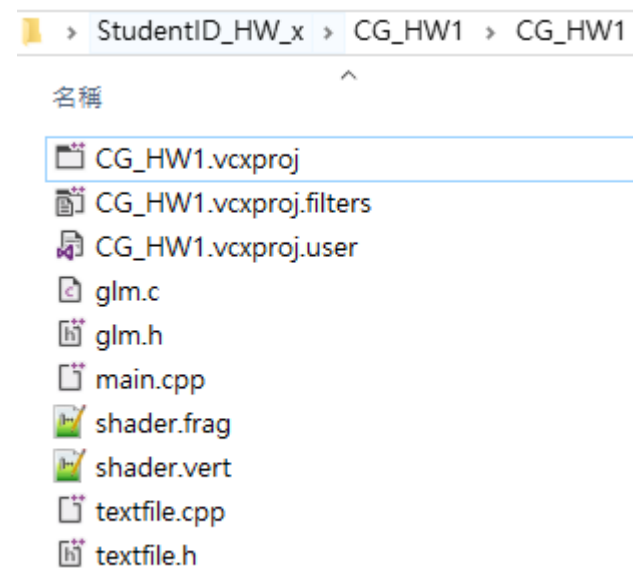 StudentID_HW_x > CG_HW1 > CG_HW1
名稱
CG_HW1.vcxproj
CG_HW1.vcxproj.filters
CG_HW1.vcxproj.user
glm.c
glm.h
main.cpp
shader.frag
shader.vert
textfile.cpp
textfile.h